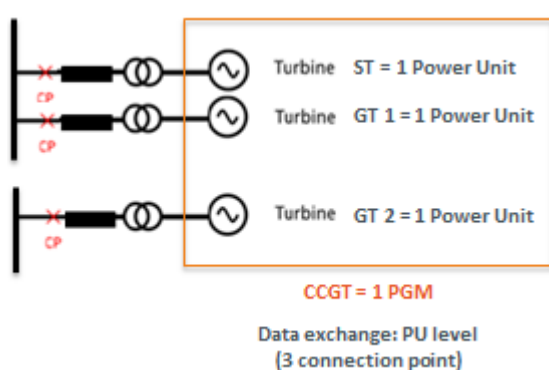 Turbine ST = 1 Power Unit
CP
Turbine GT 1 = 1 Power Unit
CP
Turbine GT 2 = 1 Power Unit
CP
CCGT = 1 PGM
Data exchange: PU level
(3 connection point)